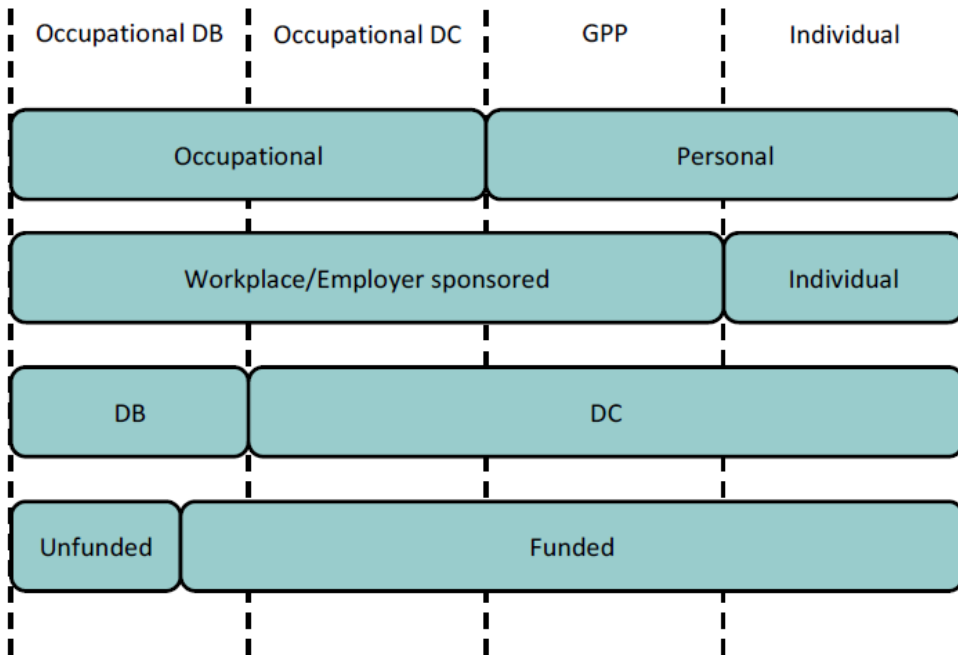 Occupational DB
Occupational DC
GPP
Individual
Occupational
Personal
Workplace/Employer sponsored
Individual
DB
DC
Unfunded
Funded